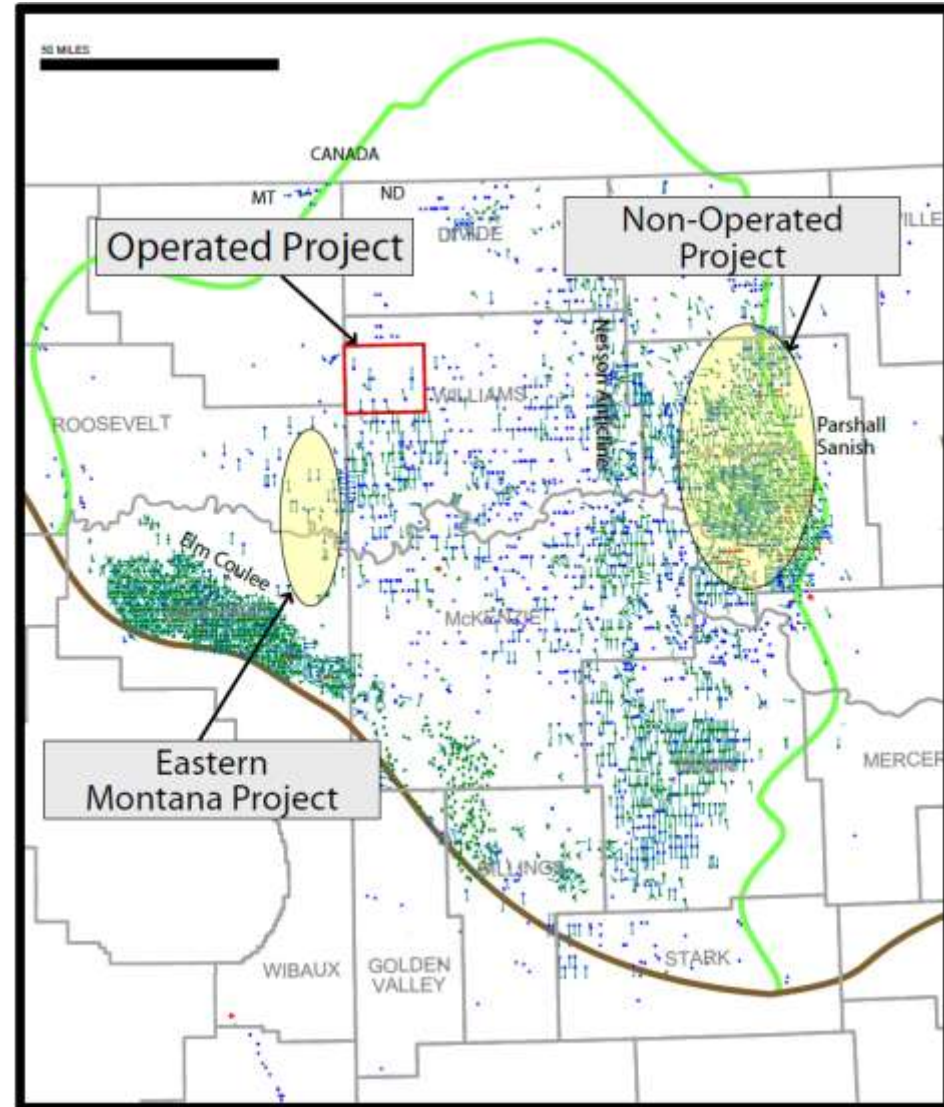 50 MILES
CANADA
MT
ND
DIVIDE
VILLE
Operated Project
Non-Operated
Project
Nesson Anticline
WILLIAMS
ROOSEVELT
Parshall
Sanish
Elm Coulee
McKENZIE
Eastern
Montana Project
MERCER
BILLINGS
STARK
WIBAUX
GOLDEN
VALLEY